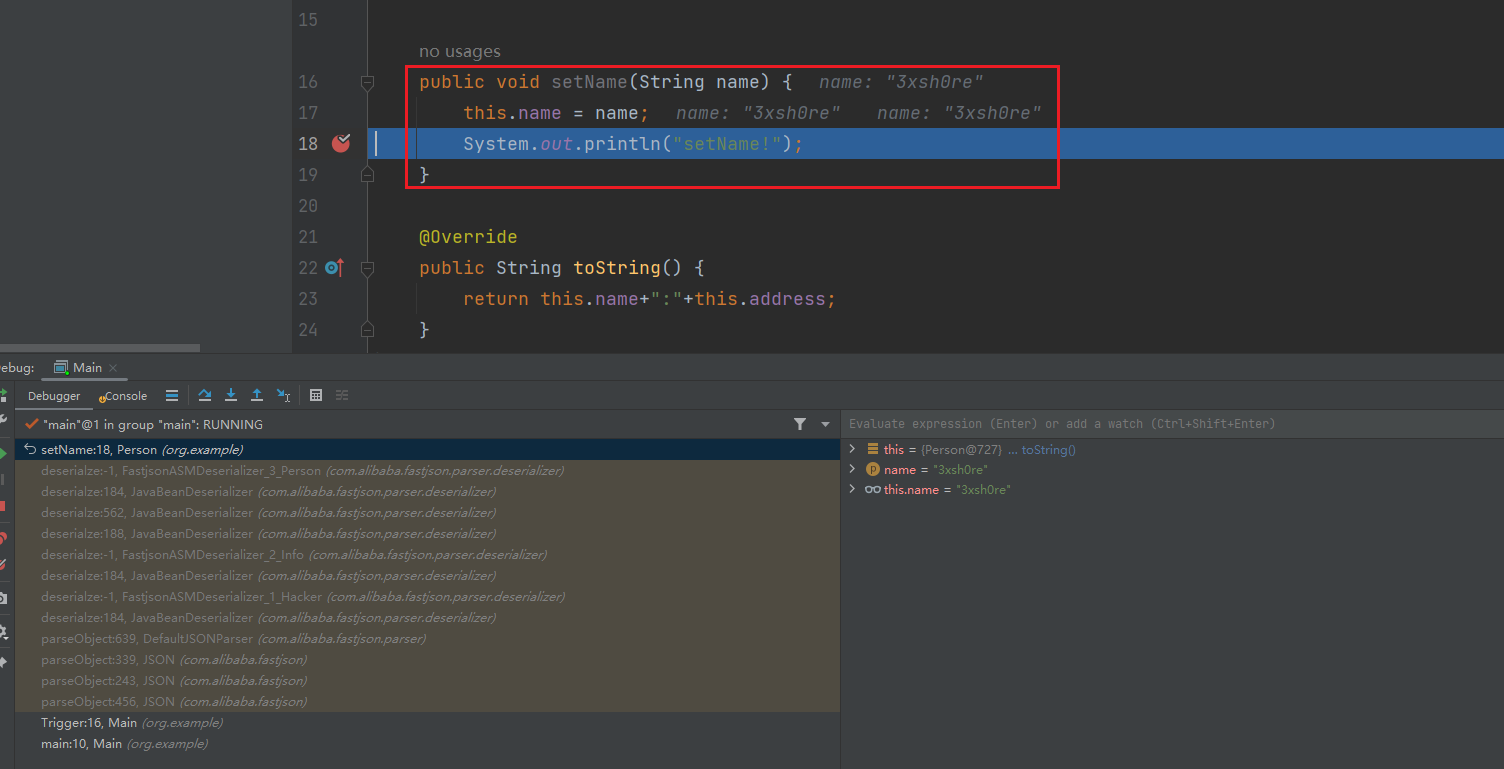 15
no usages
16 public void setName(String name) { name: "3xsh0re"
17 this.name = name; name: "3xsh0re" name: "3xsh0re"
18 System.out.println("setName!");
19 }
20
21 @Override
22 public String toString() {
23 return this.name+":"+this.address;
24 }
ebug: Main
Debugger Console
"main"@1 in group "main": RUNNING
Evaluate expression (Enter) or add a watch (Ctrl+Shift+Enter)
setName:18, Person (org.example)
this = {Person@727} ... toString()
deserialze:-1, FastjsonASMDeserializer_3_Person (com.alibaba.fastjson.parser.deserializer)
name = "3xsh0re"
deserialze:184, JavaBeanDeserializer (com.alibaba.fastjson.parser.deserializer)
this.name = "3xsh0re"
deserialze:562, JavaBeanDeserializer (com.alibaba.fastjson.parser.deserializer)
deserialze:188, JavaBeanDeserializer (com.alibaba.fastjson.parser.deserializer)
deserialze:-1, FastjsonASMDeserializer_2_Info (com.alibaba.fastjson.parser.deserializer)
deserialze:184, JavaBeanDeserializer (com.alibaba.fastjson.parser.deserializer)
deserialze:-1, FastjsonASMDeserializer_1_Hacker (com.alibaba.fastjson.parser.deserializer)
deserialze:184, JavaBeanDeserializer (com.alibaba.fastjson.parser.deserializer)
parseObject:639, DefaultJSONParser (com.alibaba.fastjson.parser)
parseObject:339, JSON (com.alibaba.fastjson)
parseObject:243, JSON (com.alibaba.fastjson)
parseObject:456, JSON (com.alibaba.fastjson)
Trigger:16, Main (org.example)
main:10, Main (org.example)